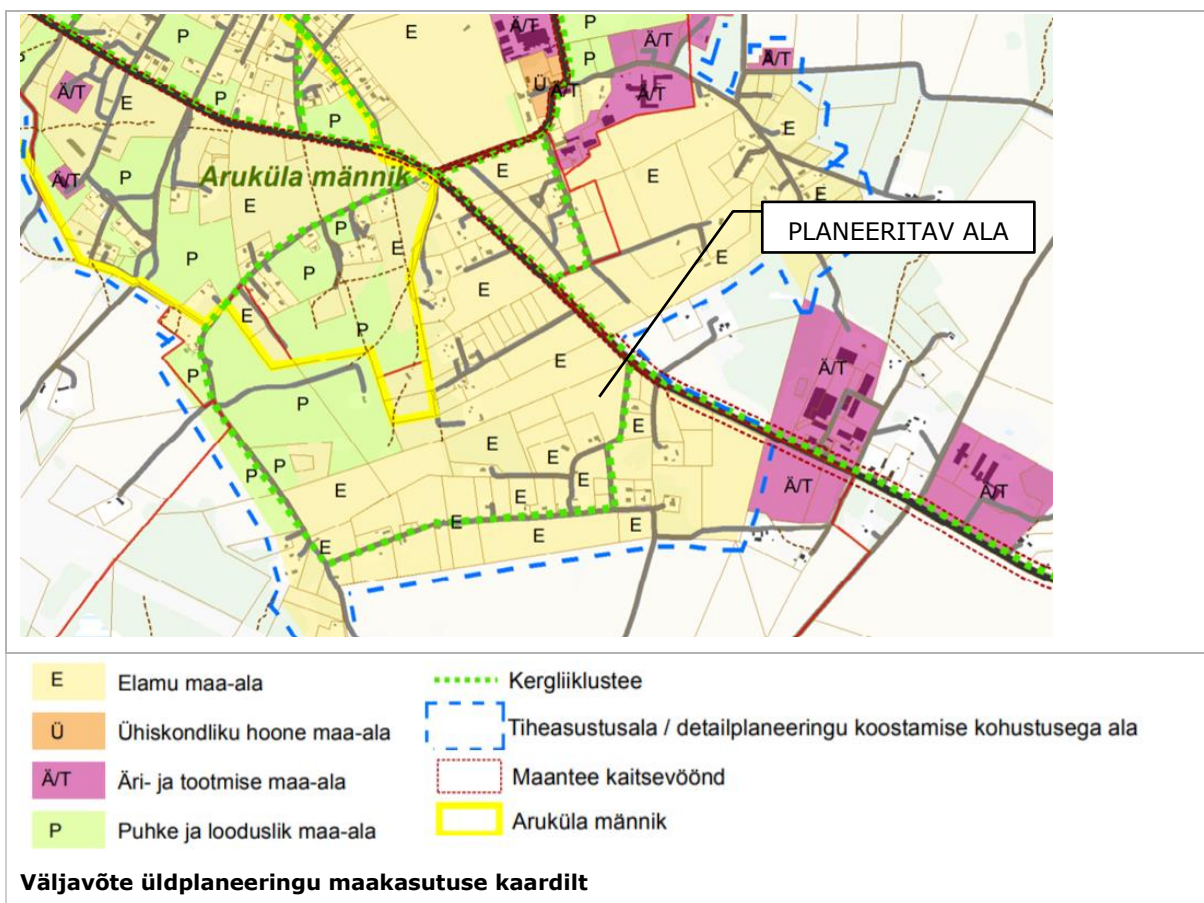 P
E
Ä/T
P
Ä/T
P
Ä/T
Ä/T
E
P
Ü
Ä/T
Ä/T
P
E
Ä/T
P
Aruküla männik
E
E
E
E
P
E
P
PLANEERITAV ALA
P
E
E
E
P
E
P
E
Ä/T
P
P
E
E
E
E
P
P
E
E
E
E
Ä/T
Ä/T
E
E
E
E
E
E Elamu maa-ala
Ü Ühiskondliku hoone maa-ala
Ä/T Äri- ja tootmise maa-ala
P Puhke ja looduslik maa-ala
Kergliiklustee
Tiheasustusala / detailplaneeringu koostamise kohustusega ala
Maantee kaitsevöönd
Aruküla männik
Väljavõte üldplaneeringu maakasutuse kaardilt